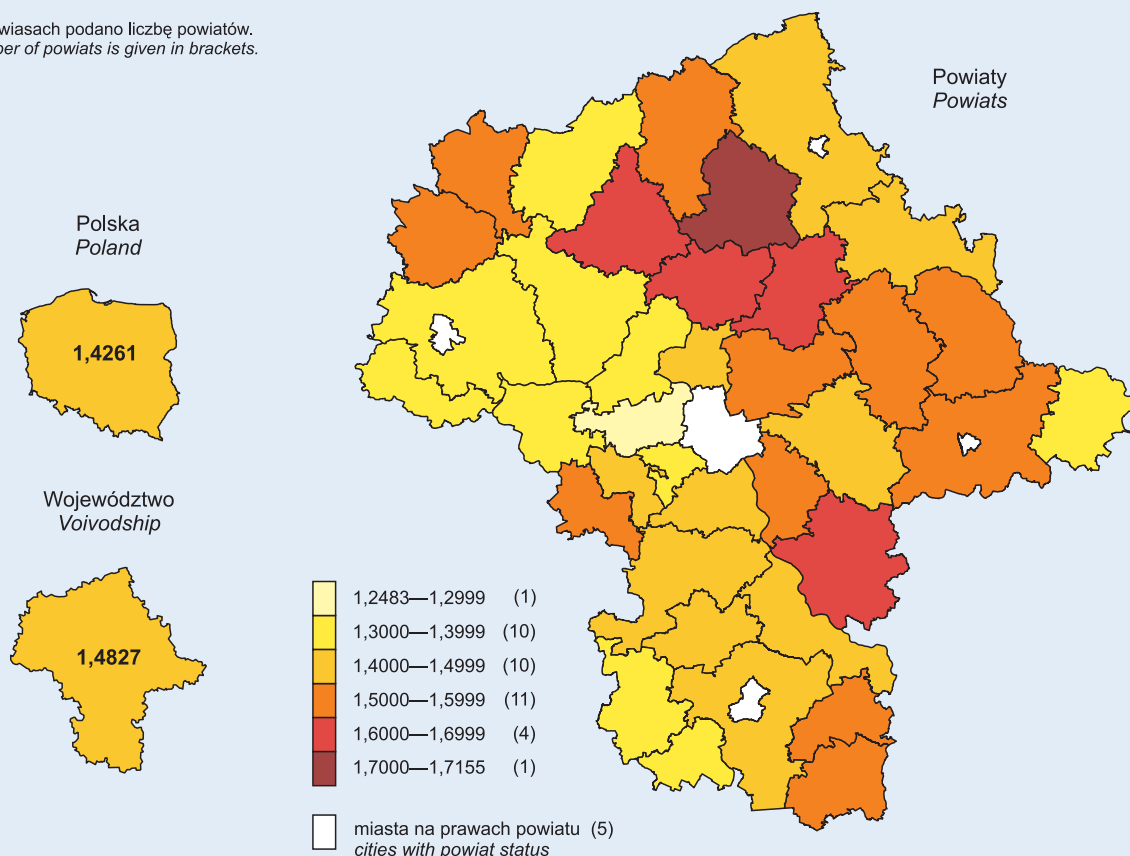 wiasach podano liczbę powiatów.
of powiats is given in brackets.
Powiaty
Powiats
Polska
Poland
1,4261
Województwo
Voivodship
1,4827
1,2483—1,2999 (1)
1,3000—1,3999 (10)
1,4000—1,4999 (10)
1,5000—1,5999 (11)
1,6000—1,6999 (4)
1,7000—1,7155 (1)
miasta na prawach powiatu (5)
cities with powiat status